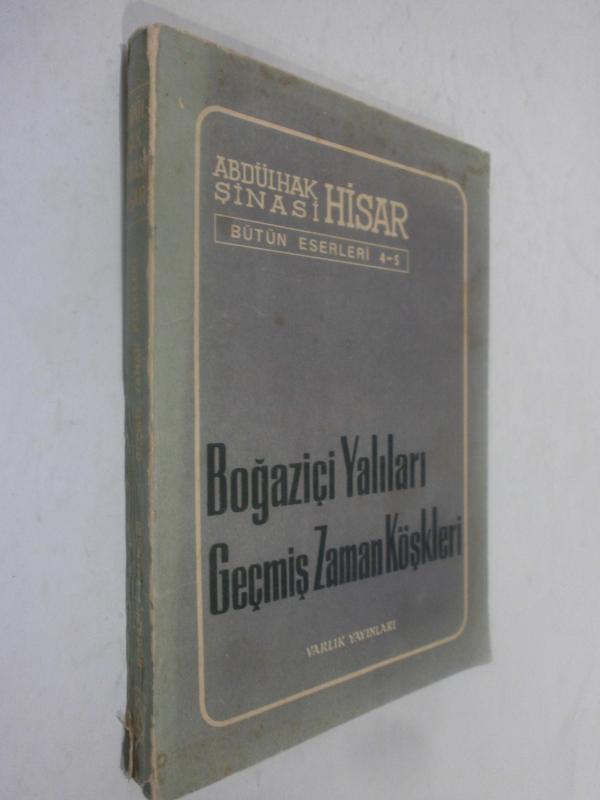 ABDÜLHAK
ŞİNASİ HİSAR
BÜTÜN ESERLERİ 4-5
Boğaziçi Yalıları
Geçmiş Zaman Köşkleri
VARLIK YAYINLARI